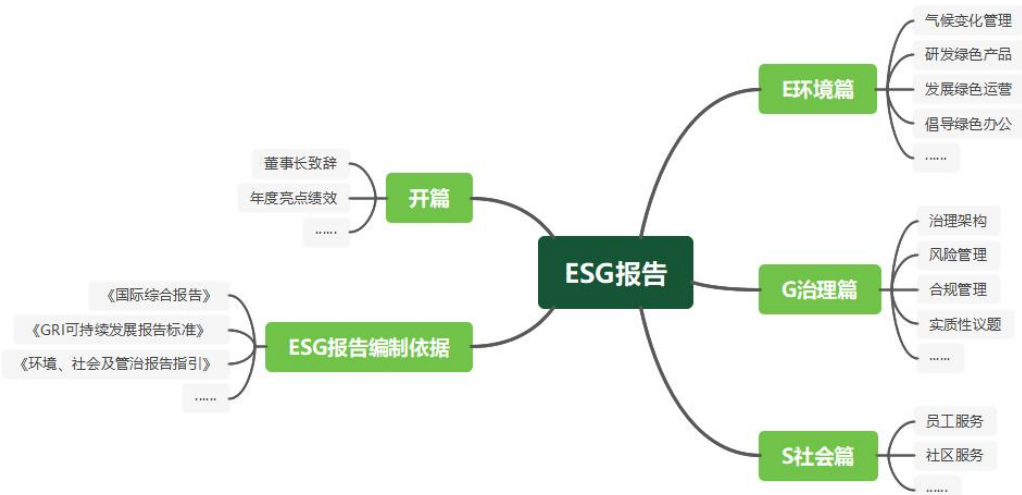 ESG报告
开篇
董事长致辞
年度亮点绩效
......
ESG报告编制依据
《国际综合报告》
《GRI可持续发展报告标准》
《环境、社会及管治报告指引》
......
E环境篇
气候变化管理
研发绿色产品
发展绿色运营
倡导绿色办公
......
G治理篇
治理架构
风险管理
合规管理
实质性议题
......
S社会篇
员工服务
社区服务
......